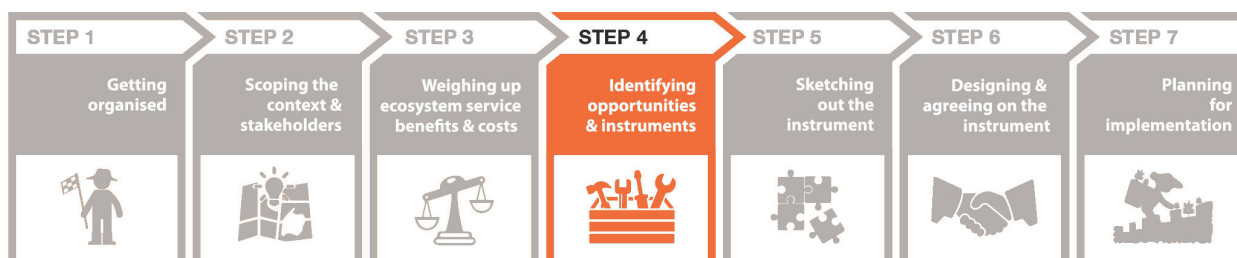 STEP 1
Getting
organised
STEP 2
Scoping the
context &
stakeholders
STEP 3
Weighing up
ecosystem service
benefits & costs
STEP 4
Identifying
opportunities
& instruments
STEP 5
Sketching
out the
instrument
STEP 6
Designing &
agreeing on the
instrument
STEP 7
Planning
for
implementation